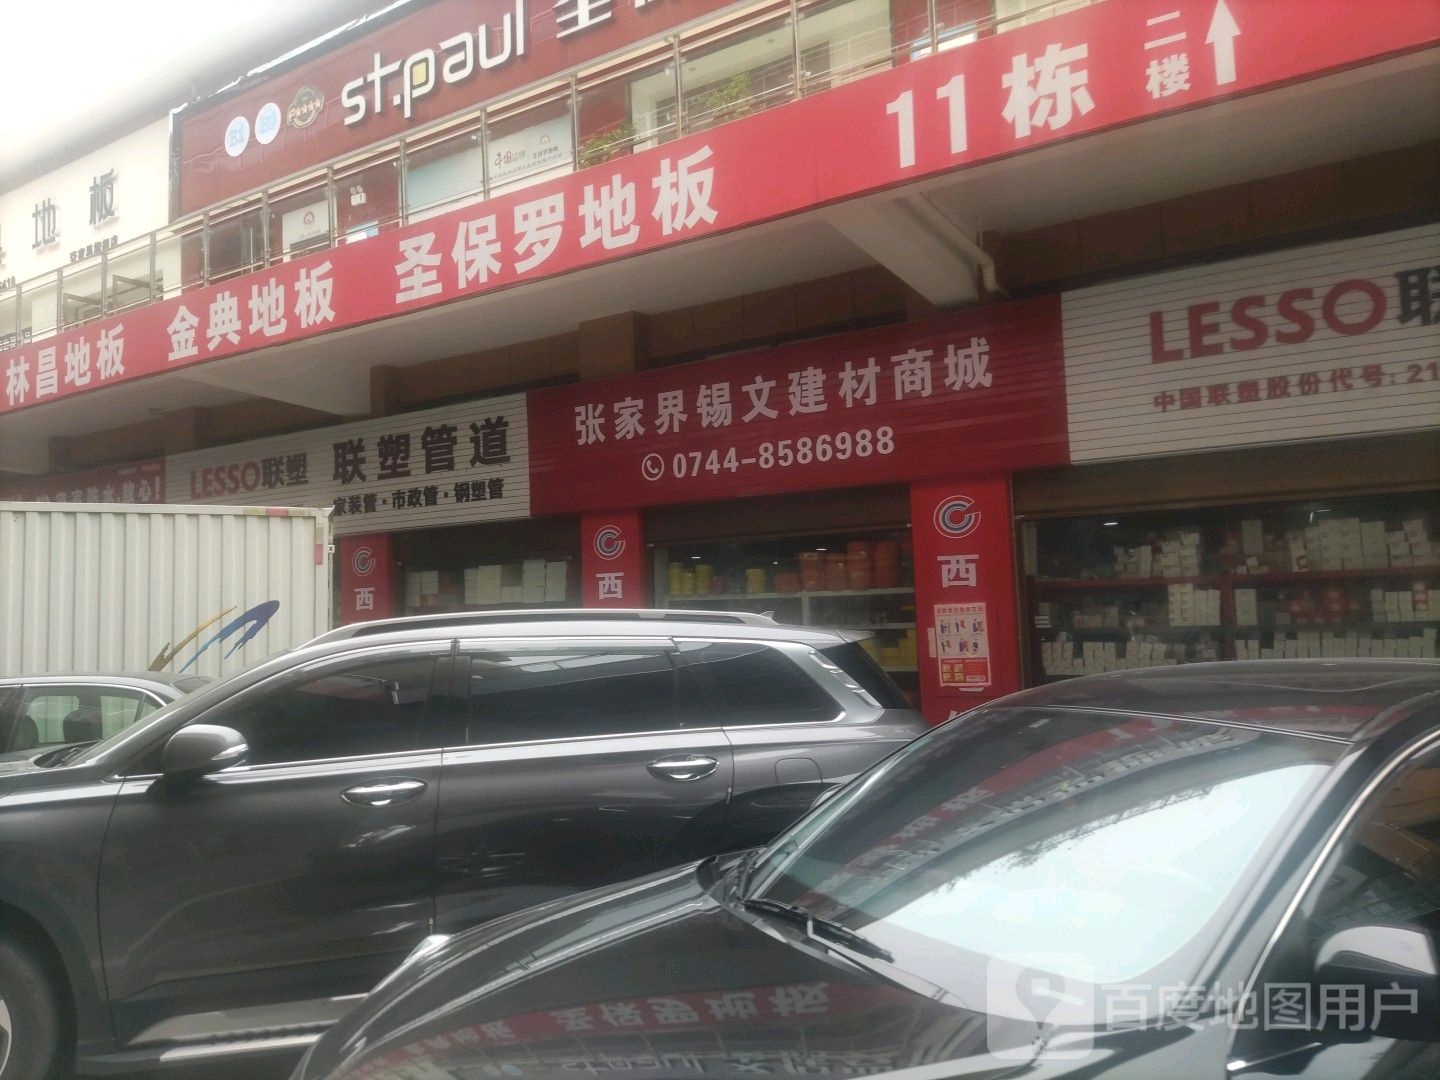 st.paul 圣
地板
林昌地板 金典地板 圣保罗地板 11栋 二楼
LESSO联塑 联塑管道
家装管·市政管·钢塑管
张家界锡文建材商城
0744-8586988
LESSO联
中国联塑股份代号:21
西
西
西
百度地图用户